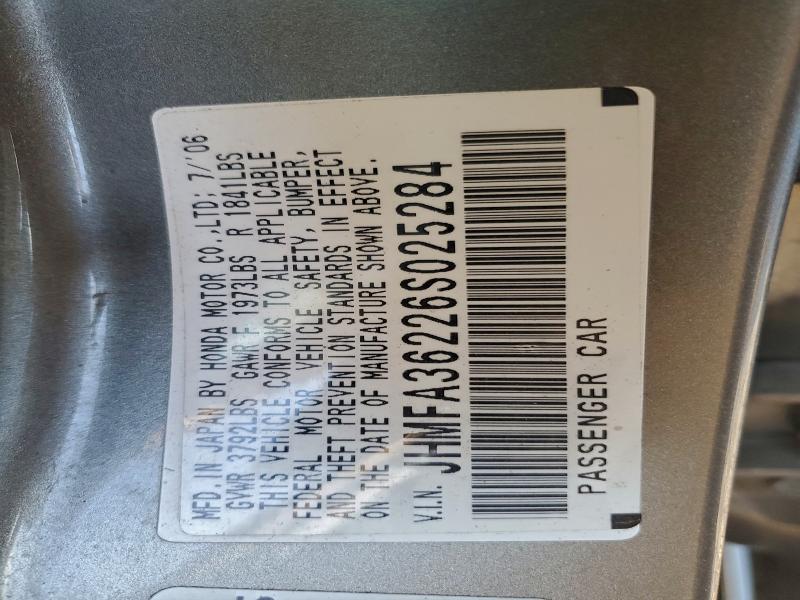 MFD. IN JAPAN BY HONDA MOTOR CO.,LTD; 7/'06
GVWR 3792LBS GAWR F 1973LBS R 1841LBS
THIS VEHICLE CONFORMS TO ALL APPLICABLE
FEDERAL MOTOR VEHICLE SAFETY, BUMPER,
AND THEFT PREVENTION STANDARDS IN EFFECT
ON THE DATE OF MANUFACTURE SHOWN ABOVE.
V.I.N. JHMFA36226S025284
PASSENGER CAR